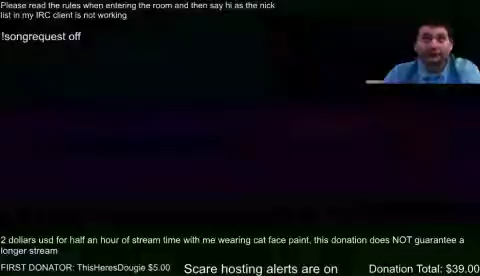 Please read the rules when entering the room and then say hi as the nick
list in my IRC client is not working
!songrequest off
2 dollars usd for half an hour of stream time with me wearing cat face paint, this donation does NOT guarantee a
longer stream
FIRST DONATOR: ThisHeresDougie $5.00 Scare hosting alerts are on Donation Total: $39.00